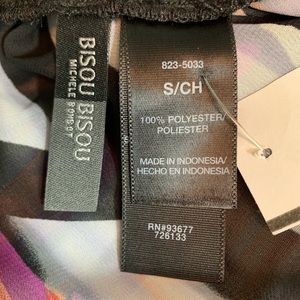 BISOU BISOU
MICHELE BOHBOT
823-5033
S/CH
100% POLYESTER/
POLIESTER
MADE IN INDONESIA/
HECHO EN INDONESIA/
RN#93677
726133